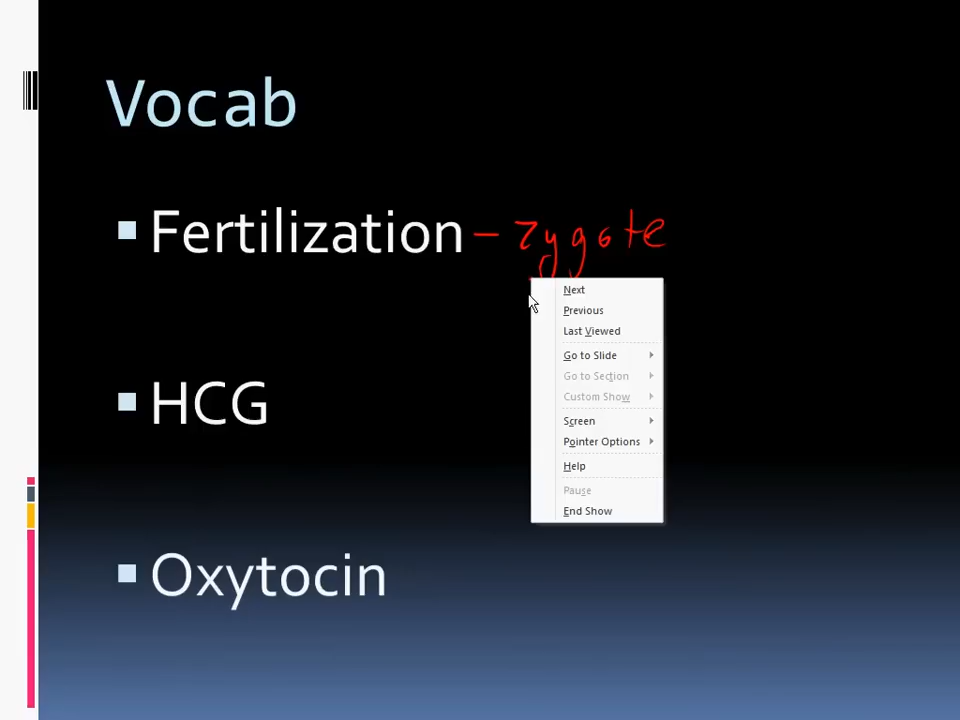 Vocab
Fertilization – zygote
Next
Previous
Last Viewed
Go to Slide
Go to Section
Custom Show
Screen
Pointer Options
Help
Pause
End Show
HCG
Oxytocin